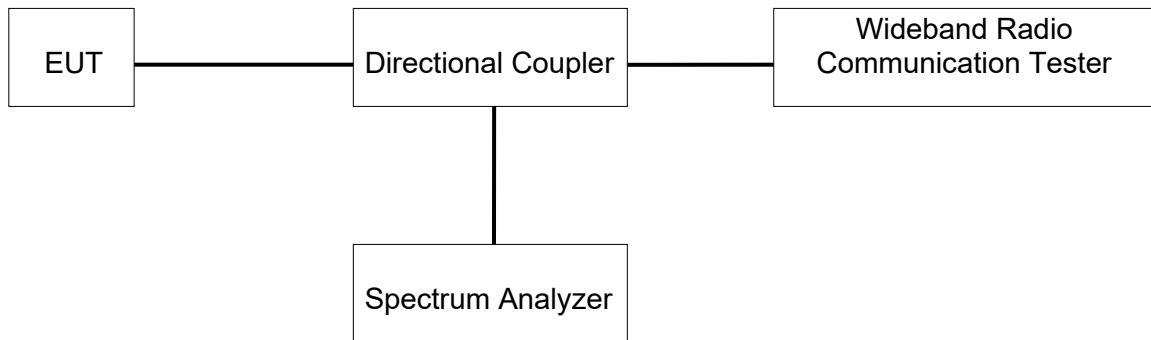 EUT
Directional Coupler
Wideband Radio
Communication Tester
Spectrum Analyzer